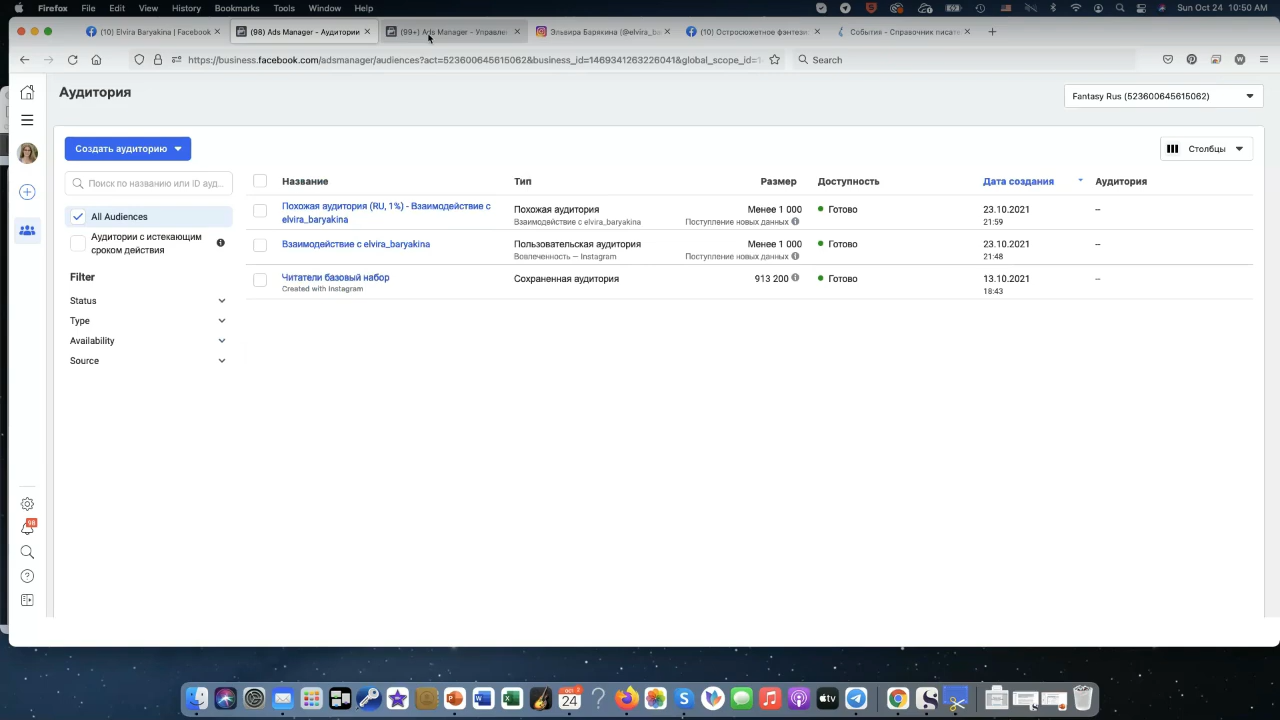 Firefox File Edit View History Bookmarks Tools Window Help
Sun Oct 24 10:50 AM
(10) Elvira Baryakina | Facebook
(98) Ads Manager - Аудитории
(99+) Ads Manager - Управле
Эльвира Барякина (@elvira_ba
(10) Остросюжетное фэнтези:
События - Справочник писате
https://business.facebook.com/adsmanager/audiences?act=523600645615062&business_id=1469341263226041&global_scope_id=1
Search
Аудитория
Fantasy Rus (523600645615062)
Создать аудиторию
Столбцы
Поиск по названию или ID ауд...
Название Тип Размер Доступность Дата создания Аудитория
All Audiences
Аудитории с истекающим
сроком действия
Filter
Status
Type
Availability
Source
Похожая аудитория (RU, 1%) - Взаимодействие с
elvira_baryakina
Похожая аудитория
Взаимодействие с elvira_baryakina
Менее 1 000
Поступление новых данных
Готово
23.10.2021
21:59
--
Взаимодействие с elvira_baryakina
Пользовательская аудитория
Вовлеченность — Instagram
Менее 1 000
Поступление новых данных
Готово
23.10.2021
21:48
--
Читатели базовый набор
Created with Instagram
Сохраненная аудитория
913 200
Готово
13.10.2021
18:43
--
98
OCT
24
tv